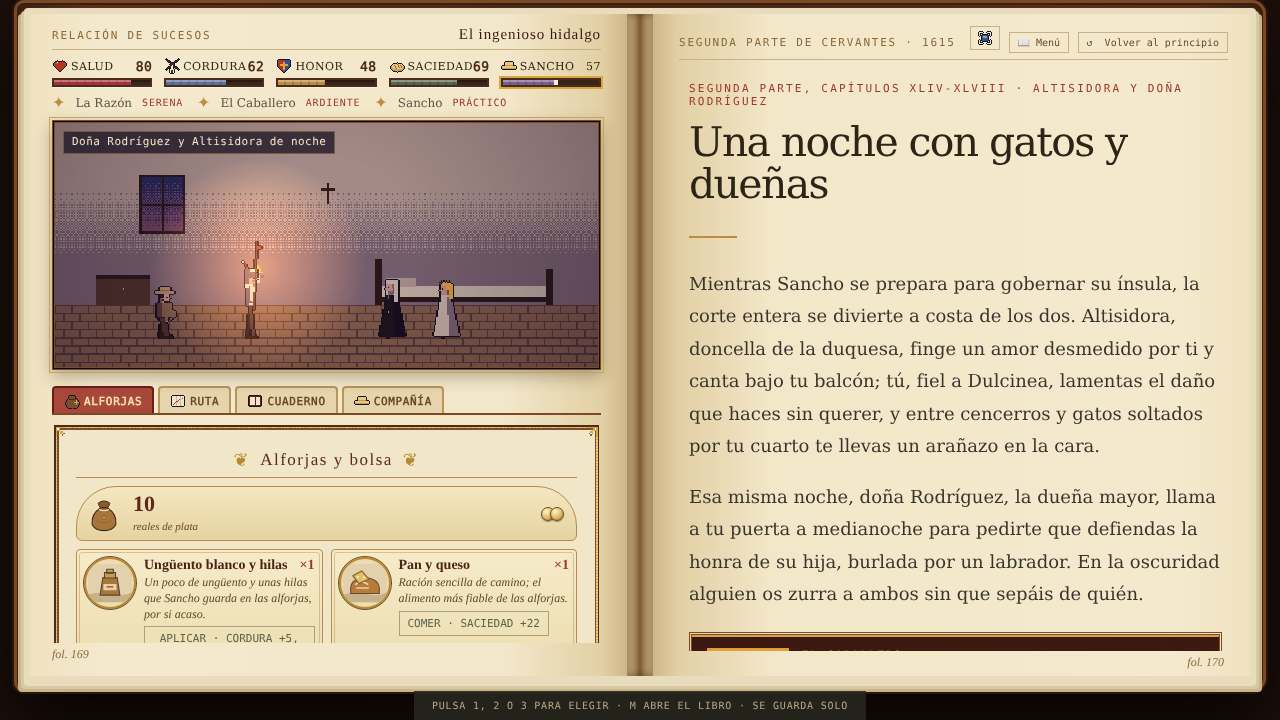 RELACIÓN DE SUCESOS
El ingenioso hidalgo
SALUD 80
CORDURA 62
HONOR 48
SACIEDAD 69
SANCHO 57
La Razón SERENA
El Caballero ARDIENTE
Sancho PRÁCTICO
Doña Rodríguez y Altisidora de noche
ALFORJAS
RUTA
CUADERNO
COMPAÑÍA
Alforjas y bolsa
10
reales de plata
Ungüento blanco y hilas ×1
Un poco de ungüento y unas hilas
que Sancho guarda en las alforjas,
por si acaso.
APLICAR · CORDURA +5,
Pan y queso ×1
Ración sencilla de camino; el
alimento más fiable de las alforjas.
COMER · SACIEDAD +22
fol. 169
SEGUNDA PARTE DE CERVANTES · 1615
Menú
↺ Volver al principio
SEGUNDA PARTE, CAPÍTULOS XLIV-XLVIII · ALTISIDORA Y DOÑA
RODRÍGUEZ
Una noche con gatos y
dueñas
Mientras Sancho se prepara para gobernar su ínsula, la
corte entera se divierte a costa de los dos. Altisidora,
doncella de la duquesa, finge un amor desmedido por ti y
canta bajo tu balcón; tú, fiel a Dulcinea, lamentas el daño
que haces sin querer, y entre cencerros y gatos soltados
por tu cuarto te llevas un arañazo en la cara.
Esa misma noche, doña Rodríguez, la dueña mayor, llama
a tu puerta a medianoche para pedirte que defiendas la
honra de su hija, burlada por un labrador. En la oscuridad
alguien os zurra a ambos sin que sepáis de quién.
fol. 170
PULSA 1, 2 O 3 PARA ELEGIR · M ABRE EL LIBRO · SE GUARDA SOLO